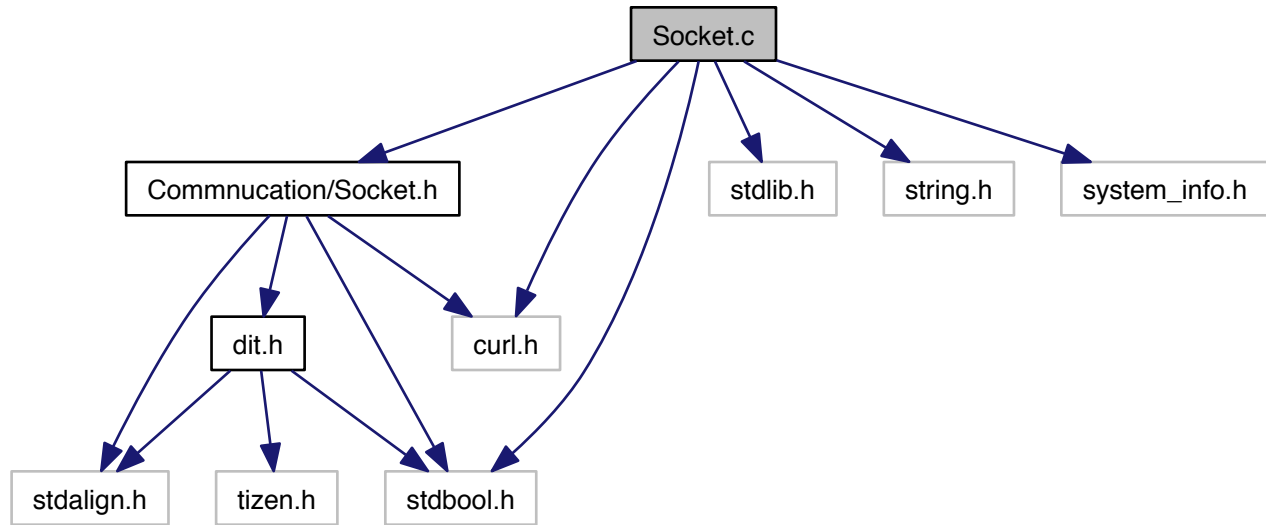 Socket.c
Commnucation/Socket.h
stdlib.h
string.h
system_info.h
dit.h
curl.h
stdalign.h
tizen.h
stdbool.h